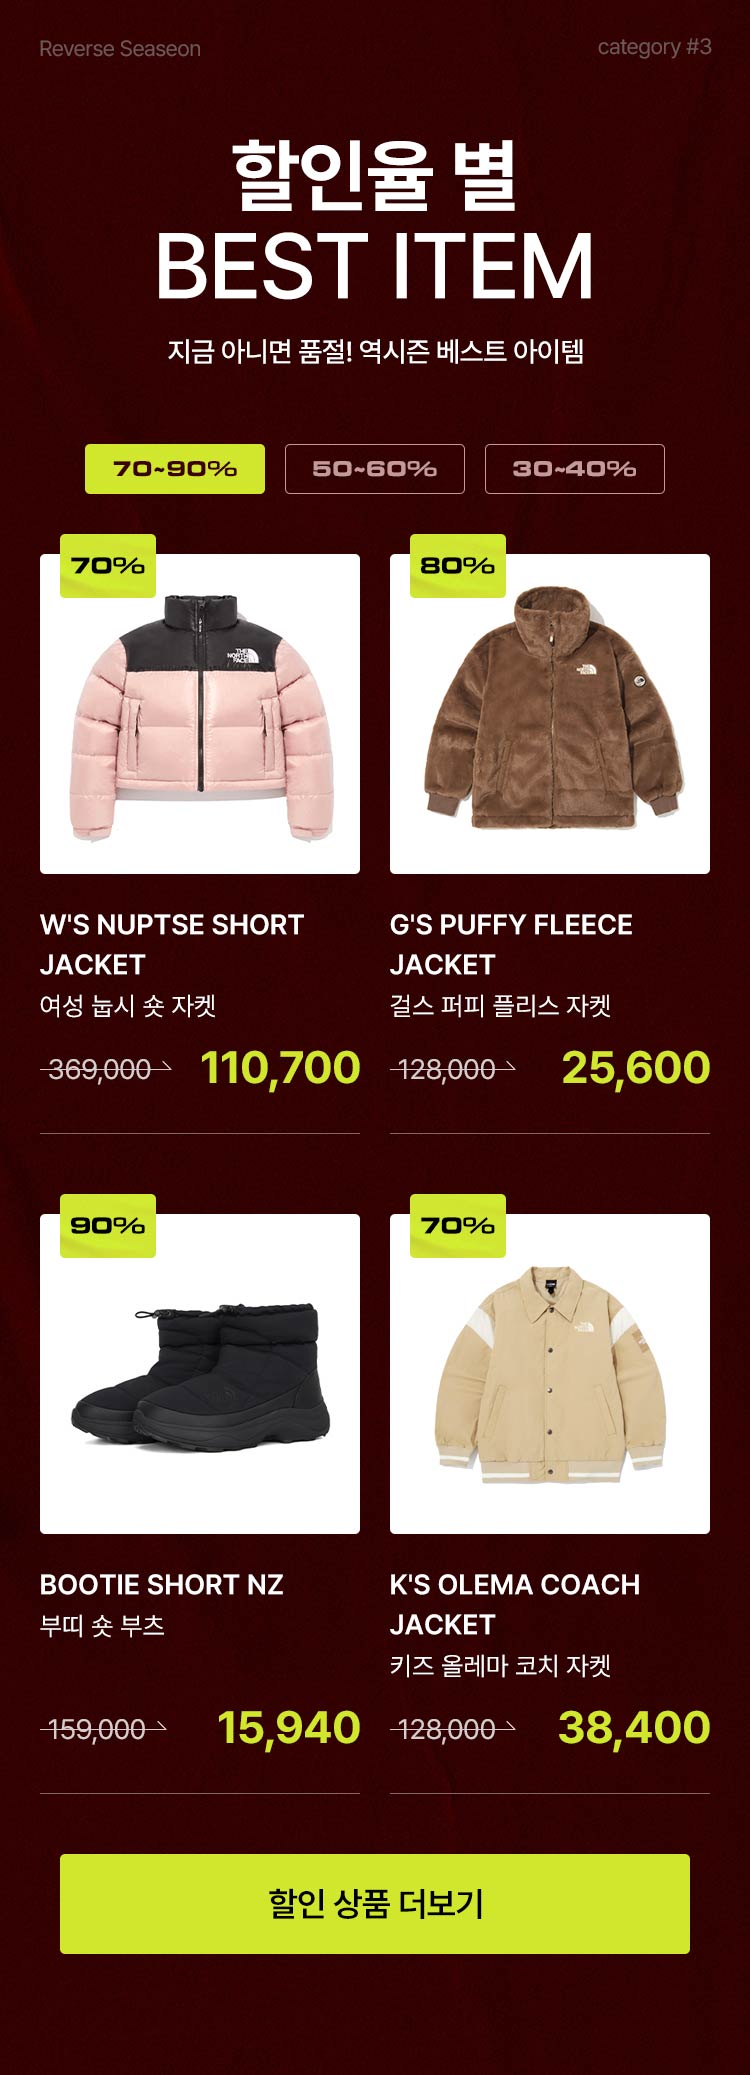 Reverse Seaseon
category #3
할인율 별
BEST ITEM
지금 아니면 품절! 역시즌 베스트 아이템
70~90%
50~60%
30~40%
70%
THE
NORTH
FACE
80%
W'S NUPTSE SHORT
JACKET
여성 눕시 숏 자켓
369,000
110,700
G'S PUFFY FLEECE
JACKET
걸스 퍼피 플리스 자켓
128,000
25,600
90%
70%
BOOTIE SHORT NZ
부띠 숏 부츠
159,000
15,940
K'S OLEMA COACH
JACKET
키즈 올레마 코치 자켓
128,000
38,400
할인 상품 더보기